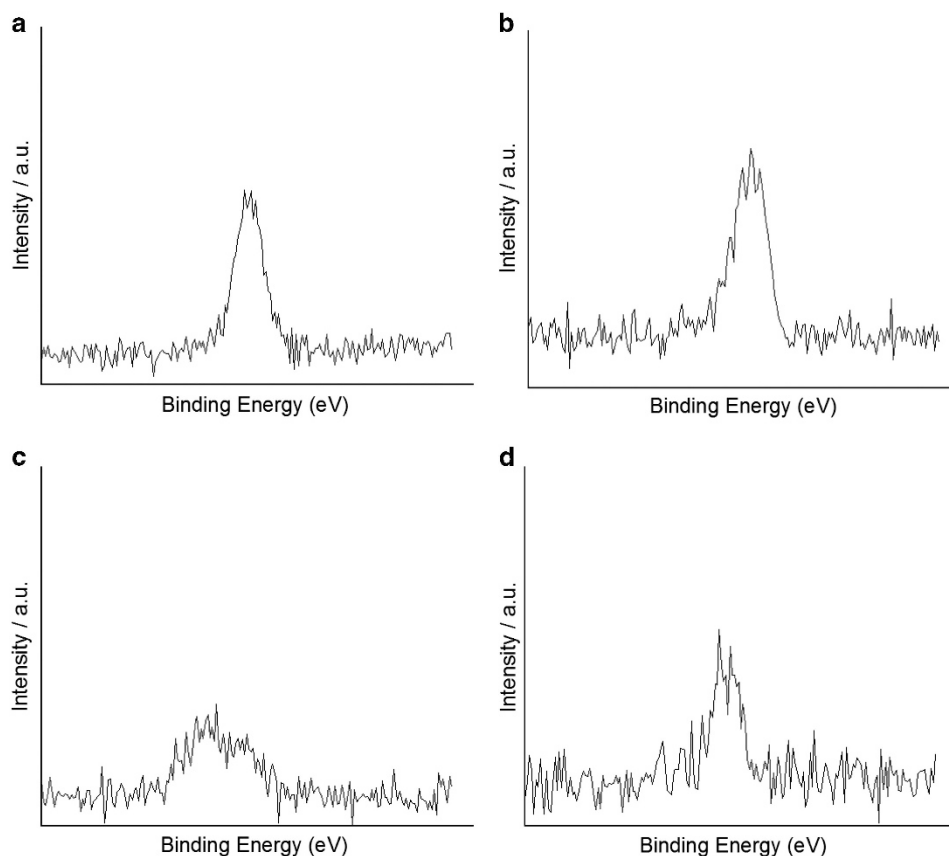 a
Intensity / a.u.
Binding Energy (eV)
b
Intensity / a.u.
Binding Energy (eV)
c
Intensity / a.u.
Binding Energy (eV)
d
Intensity / a.u.
Binding Energy (eV)